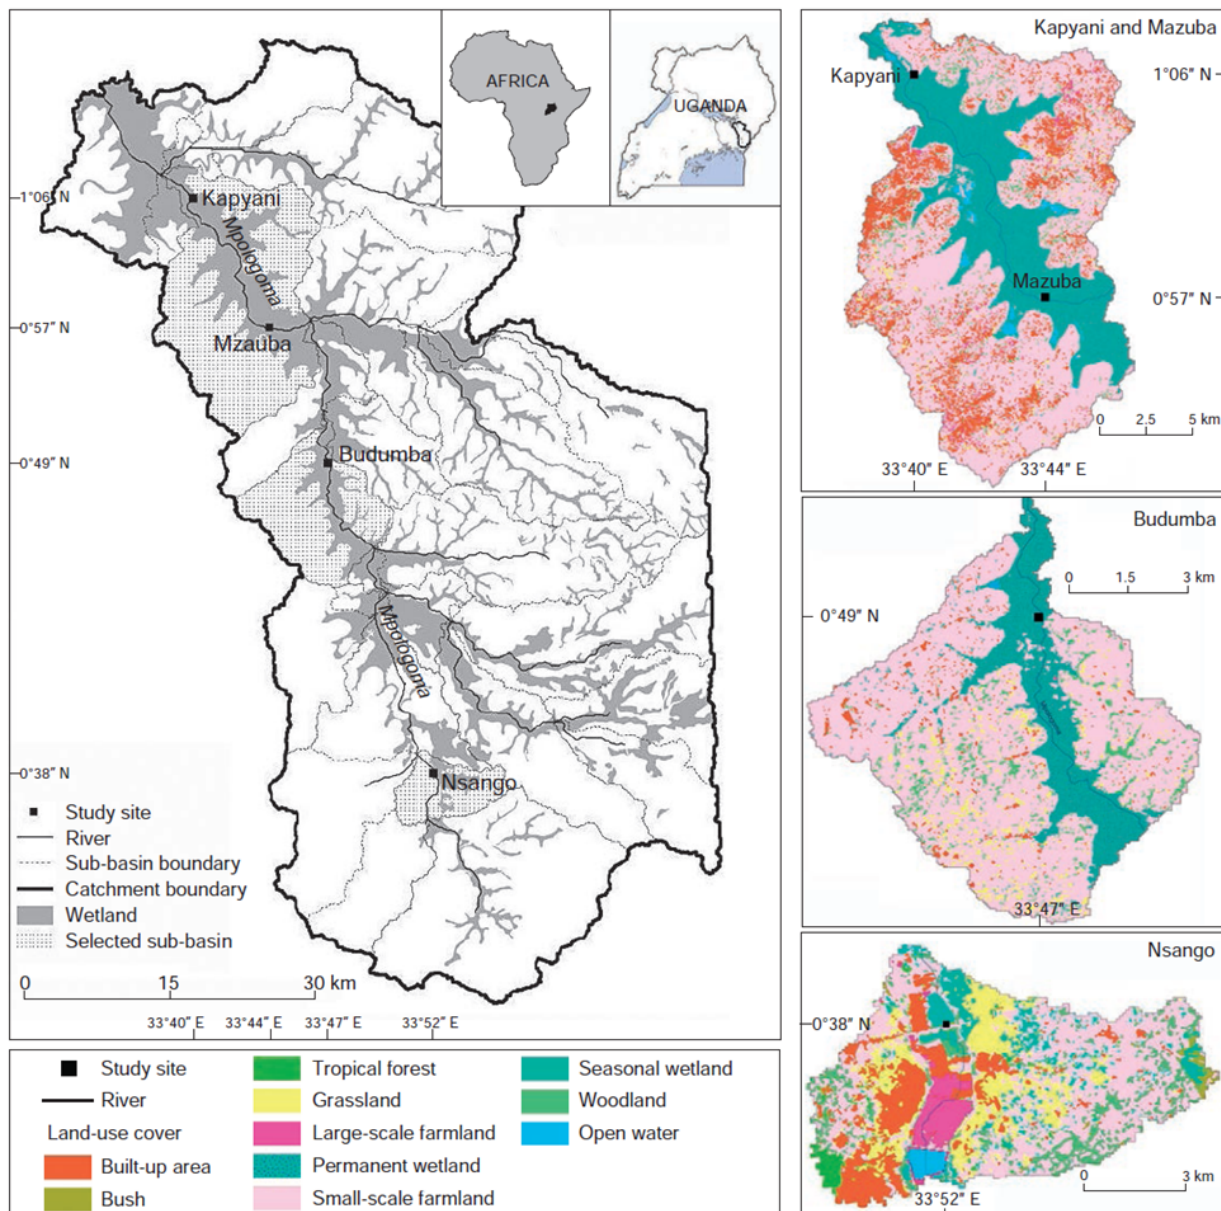 AFRICA
UGANDA
1°06″ N
Kapyani
Mpologoma
0°57″ N
Mzauba
Budumba
0°49″ N
Mpologoma
0°38″ N
Nsango
Study site
River
Sub-basin boundary
Catchment boundary
Wetland
Selected sub-basin
0 15 30 km
33°40″ E 33°44″ E 33°47″ E 33°52″ E
Kapyani and Mazuba
Kapyani
1°06″ N
Mazuba
0°57″ N
0 2.5 5 km
33°40″ E 33°44″ E
Budumba
0 1.5 3 km
0°49″ N
33°47″ E
Nsango
0°38″ N
0 3 km
33°52″ E
Study site
River
Land-use cover
Built-up area
Bush
Tropical forest
Grassland
Large-scale farmland
Permanent wetland
Small-scale farmland
Seasonal wetland
Woodland
Open water